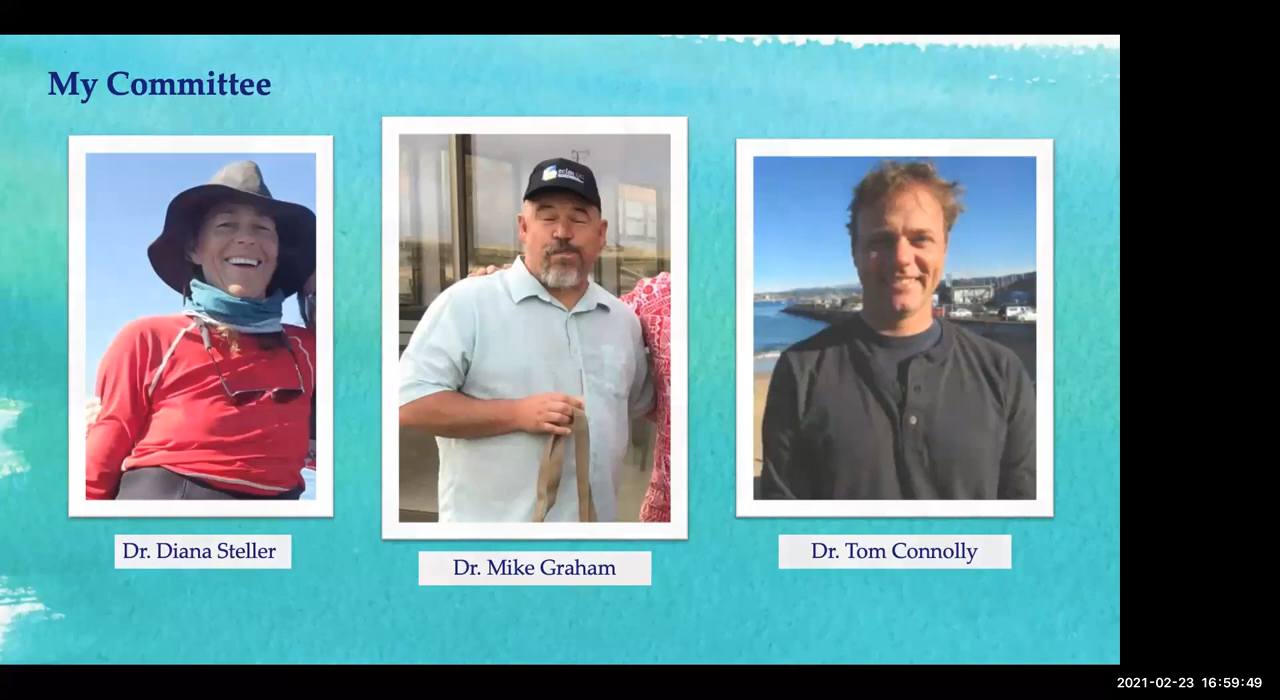 My Committee
Dr. Diana Steller
Dr. Mike Graham
Dr. Tom Connolly
2021-02-23 16:59:49